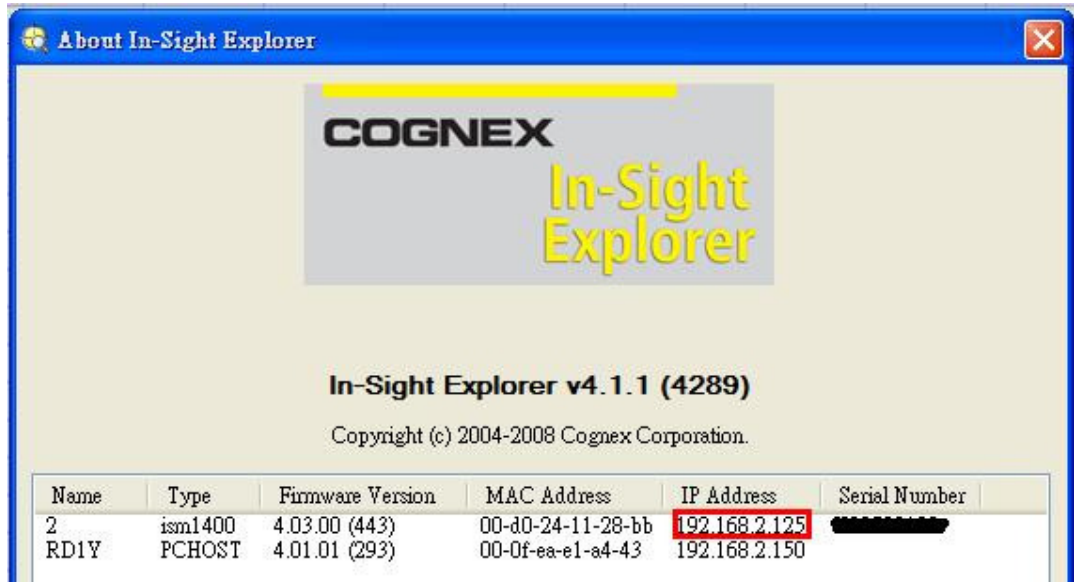 About In-Sight Explorer
COGNEX
In-Sight
Explorer
In-Sight Explorer v4.1.1 (4289)
Copyright (c) 2004-2008 Cognex Corporation.
Name Type Firmware Version MAC Address IP Address Serial Number
2 ism1400 4.03.00 (443) 00-d0-24-11-28-bb 192.168.2.125
RD1Y PCHOST 4.01.01 (293) 00-0f-ea-e1-a4-43 192.168.2.150